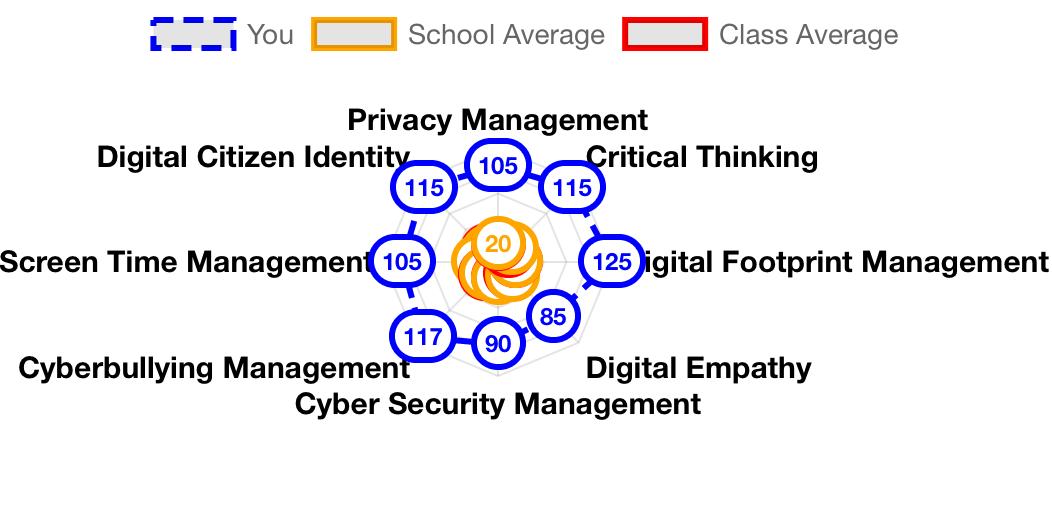 You School Average Class Average
Privacy Management
Digital Citizen Identity Critical Thinking
105
115 115
20
Screen Time Management 105 125 igital Footprint Management
85
117 90
Cyberbullying Management Digital Empathy
Cyber Security Management